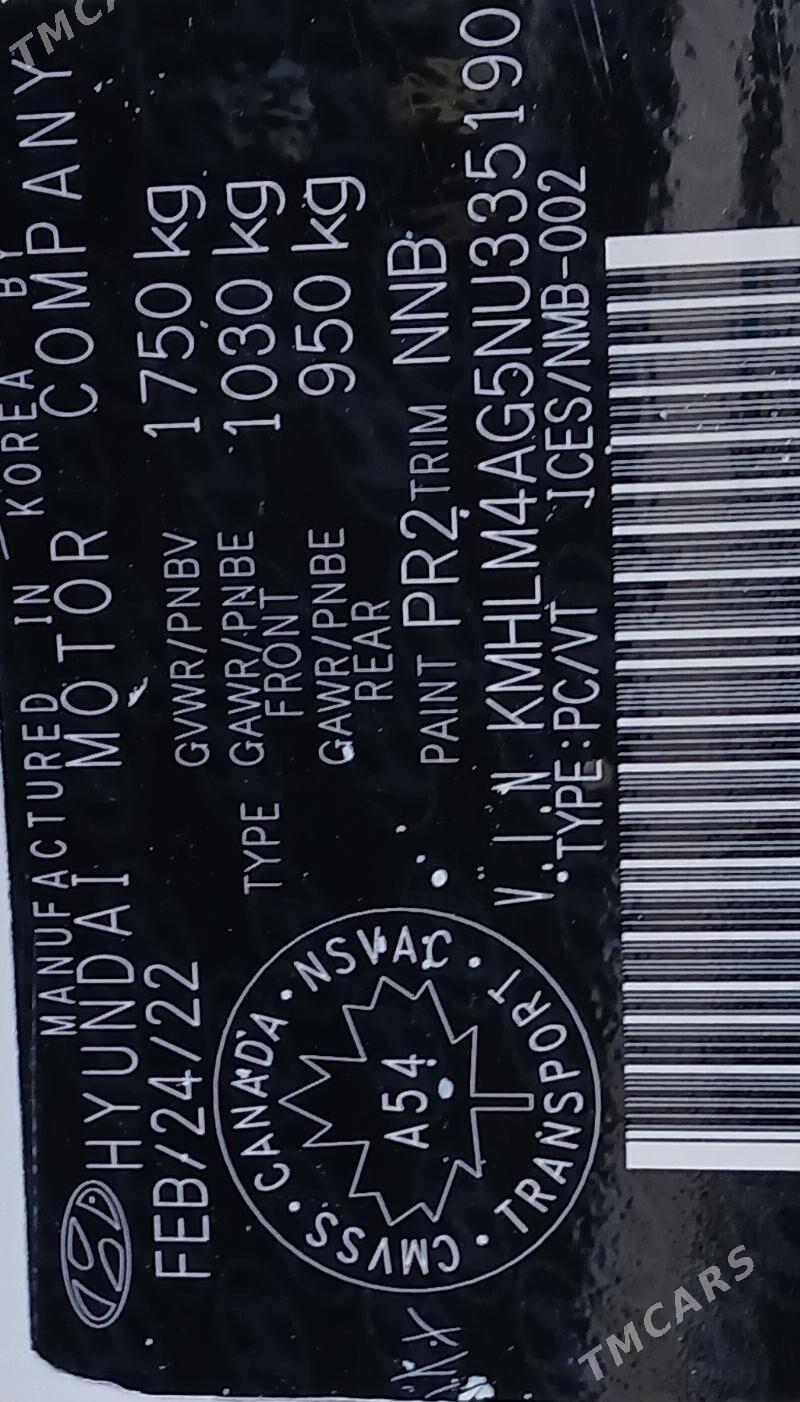 MANUFACTURED IN KOREA BY
HYUNDAI MOTOR COMPANY
FEB/24/22
GVWR/PNBV 1750 kg
TYPE GAWR/PNBE FRONT 1030 kg
GAWR/PNBE REAR 950 kg
PAINT PR2 TRIM NNB
V.I.N KMHLM4AG5NU335190
TYPE:PC/VT ICES/NMB-002
CMVSS • CANADA • NSVAC • TRANSPORT •
A54
TMCARS